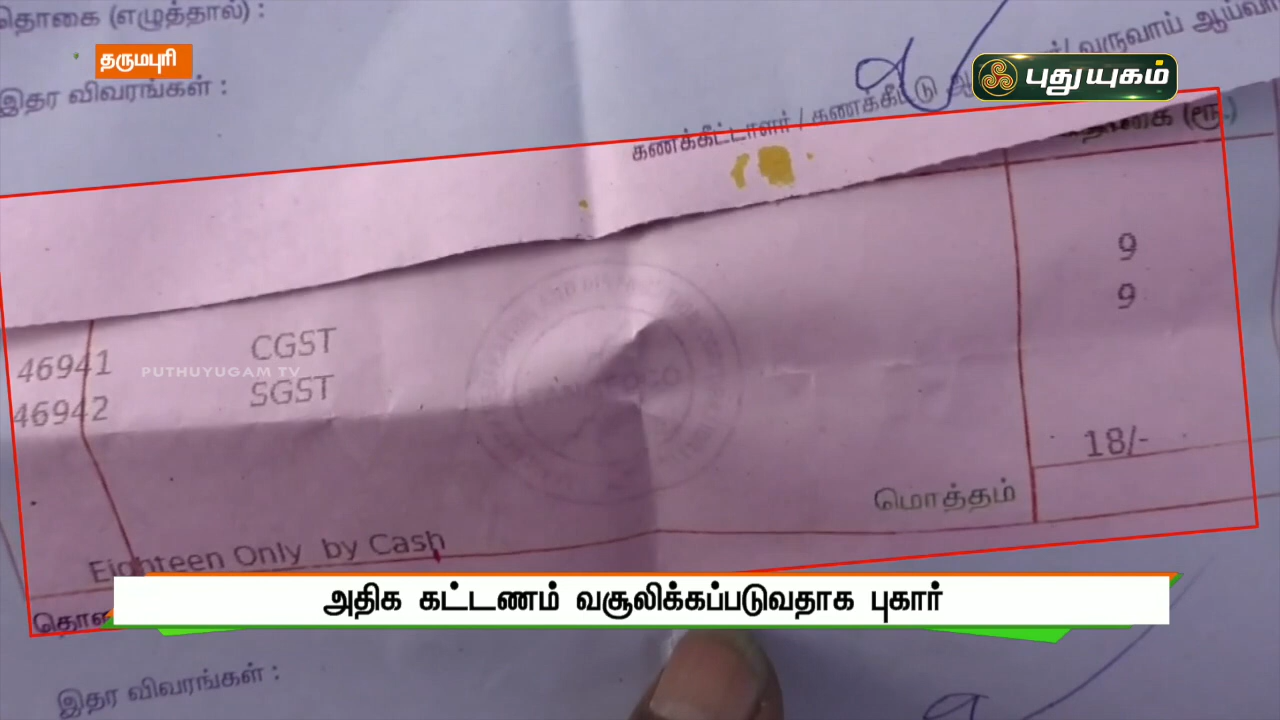 தொகை (எழுத்தால்) :
தருமபுரி
புதுயுகம்
இதர விவரங்கள் :
கணக்கீட்டாளர் / கணக்கீட்டு / வருவாய்
(ரூ.)
9
46941 CGST
9
46942 SGST
PUTHUYUGAM TV
18/-
மொத்தம்
Eighteen Only by Cash
அதிக கட்டணம் வசூலிக்கப்படுவதாக புகார்
இதர விவரங்கள் :